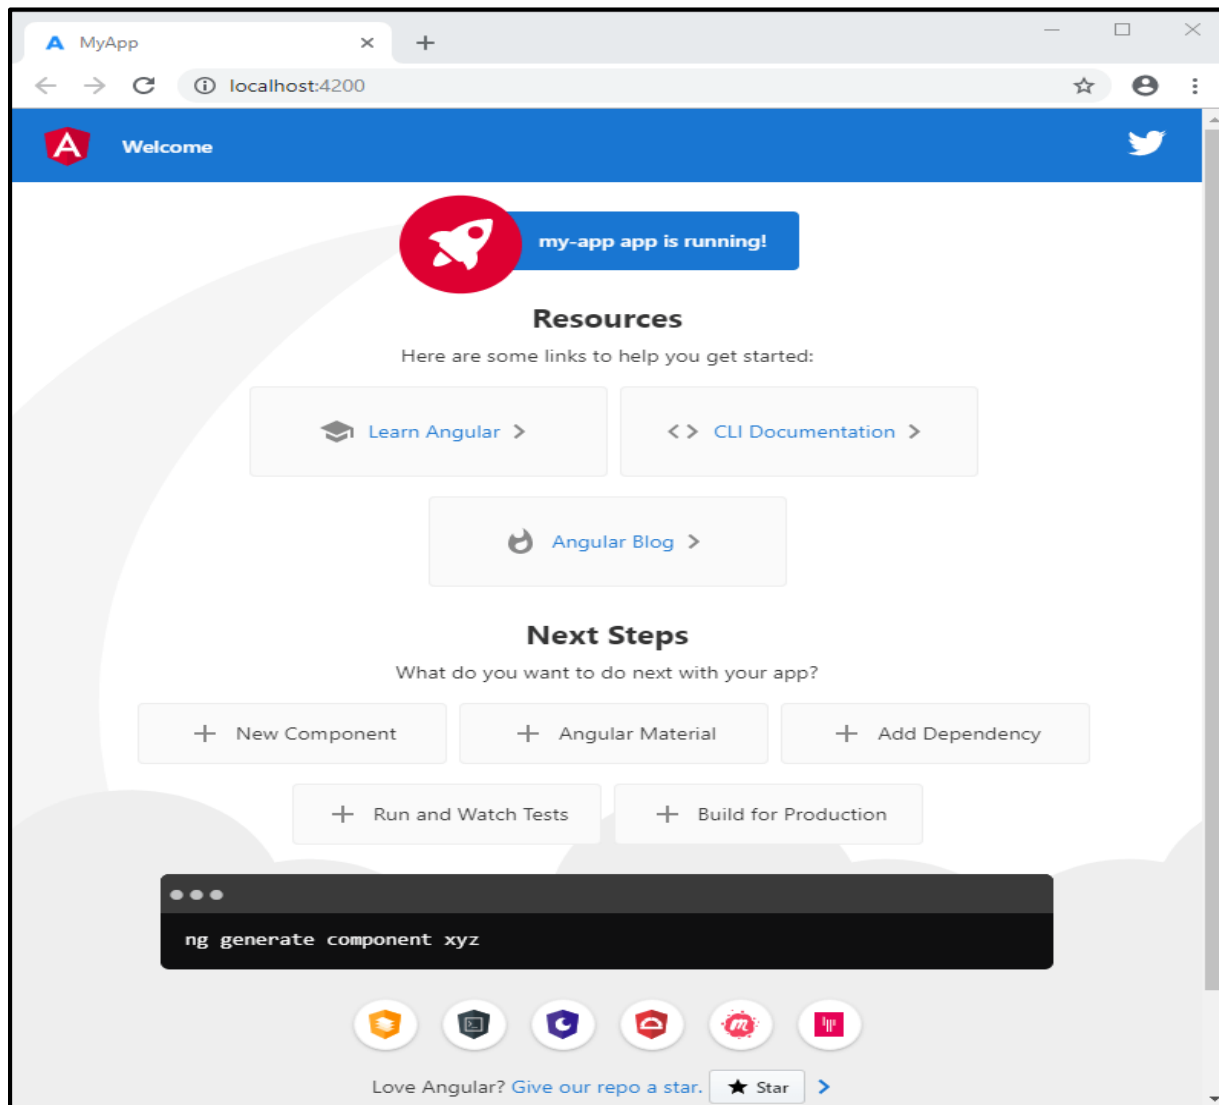 MyApp
localhost:4200
Welcome
my-app app is running!
Resources
Here are some links to help you get started:
Learn Angular
CLI Documentation
Angular Blog
Next Steps
What do you want to do next with your app?
New Component
Angular Material
Add Dependency
Run and Watch Tests
Build for Production
ng generate component xyz
Love Angular? Give our repo a star. Star